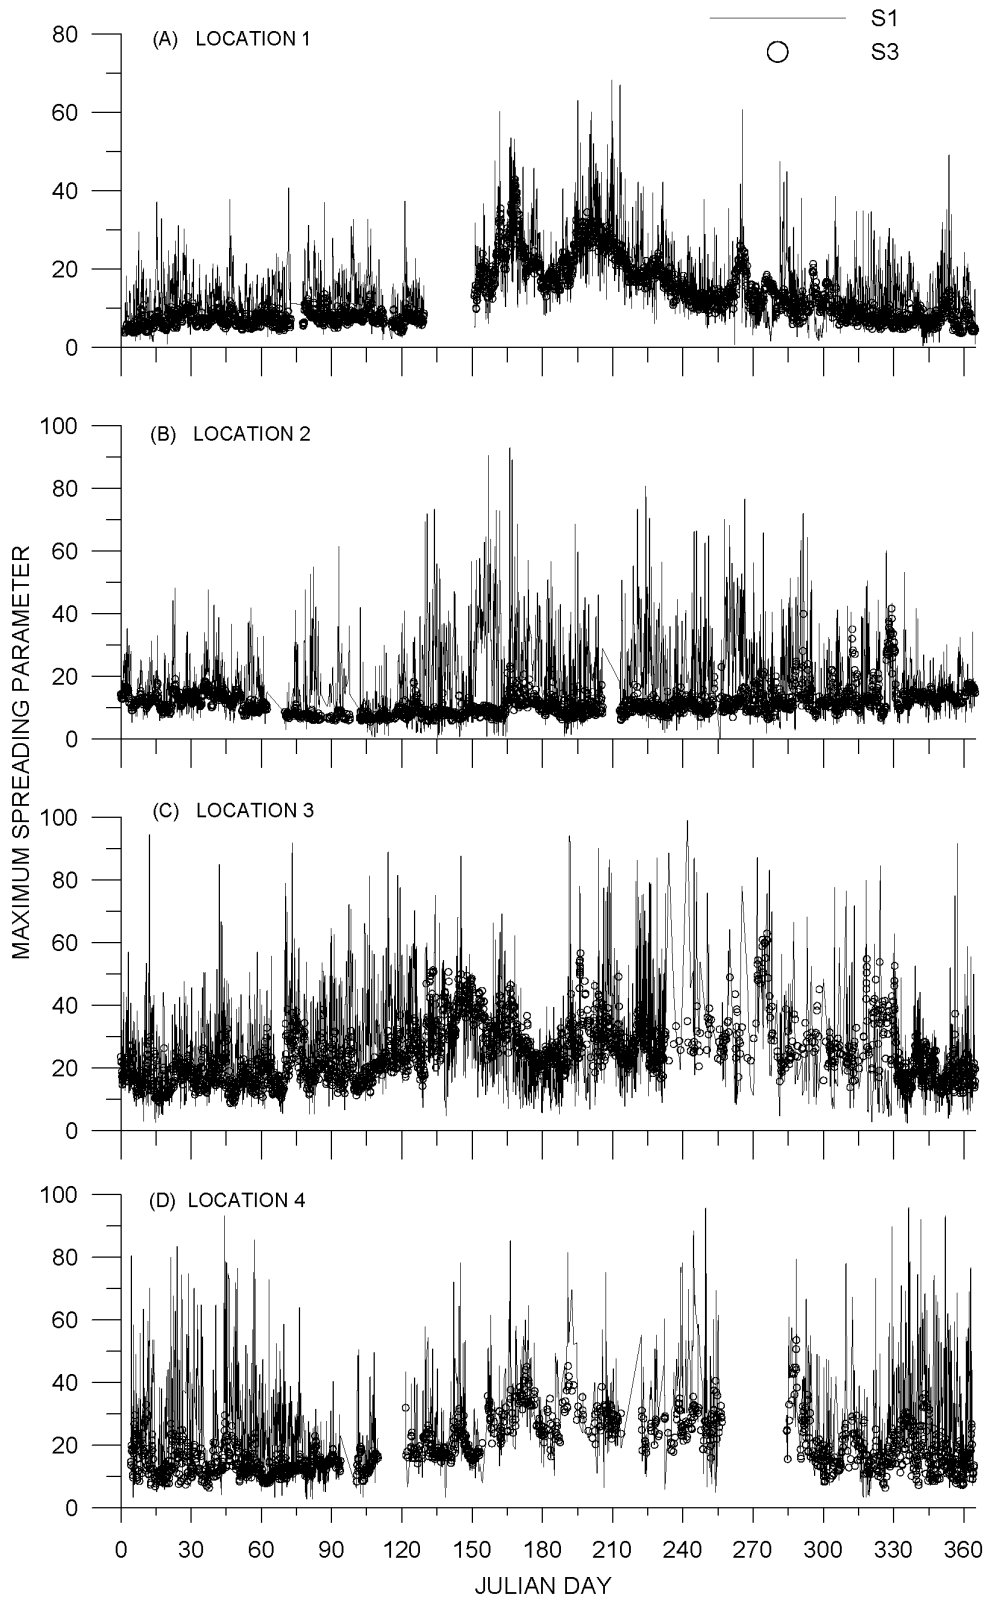 S1
S3
(A) LOCATION 1
80
60
40
20
0
(B) LOCATION 2
100
80
60
40
20
0
MAXIMUM SPREADING PARAMETER
(C) LOCATION 3
100
80
60
40
20
0
(D) LOCATION 4
100
80
60
40
20
0
0 30 60 90 120 150 180 210 240 270 300 330 360
JULIAN DAY